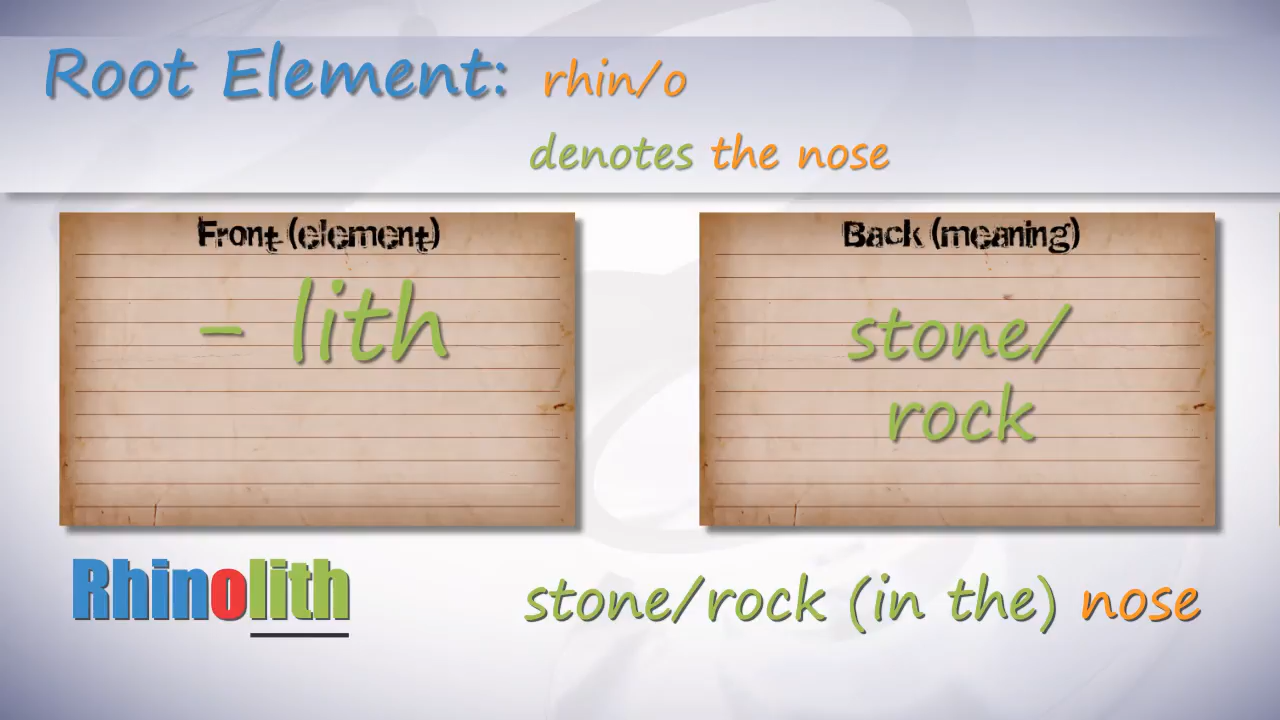 Root Element: rhin/o
denotes the nose
Front (element)
- lith
Back (meaning)
stone/
rock
Rhinolith
stone/rock (in the) nose